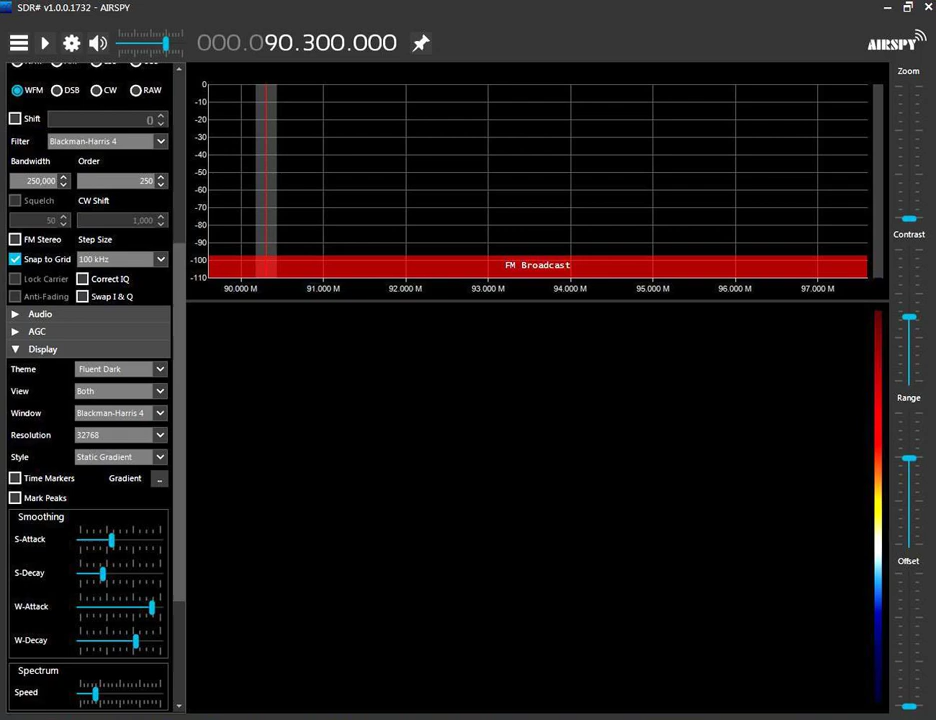 SDR# v1.0.0.1732 - AIRSPY
000.090.300.000
AIRSPY
WFM DSB CW RAW
Shift 0
Filter Blackman-Harris 4
Bandwidth Order
250,000 250
Squelch CW Shift
50 1,000
FM Stereo Step Size
Snap to Grid 100 kHz
Lock Carrier Correct IQ
Anti-Fading Swap I & Q
Audio
AGC
Display
Theme Fluent Dark
View Both
Window Blackman-Harris 4
Resolution 32768
Style Static Gradient
Time Markers Gradient ..
Mark Peaks
Smoothing
S-Attack
S-Decay
W-Attack
W-Decay
Spectrum
Speed
0
-10
-20
-30
-40
-50
-60
-70
-80
-90
-100
-110
FM Broadcast
90.000 M 91.000 M 92.000 M 93.000 M 94.000 M 95.000 M 96.000 M 97.000 M
Zoom
Contrast
Range
Offset